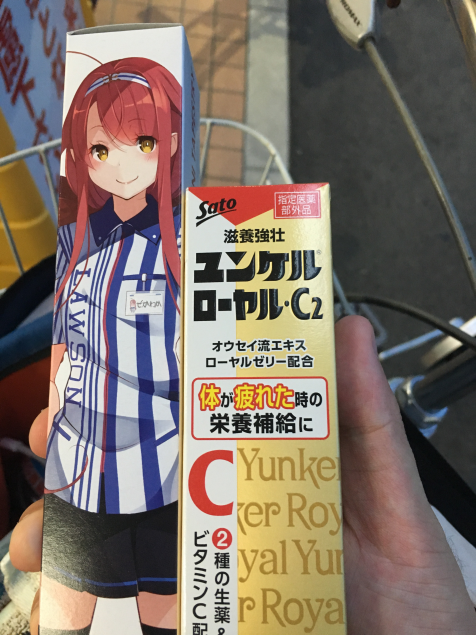 LAWSON
Sato
指定医薬
部外品
滋養強壮
ユンケル
ローヤル・C2
オウセイ流エキス
ローヤルゼリー配合
体が疲れた時の
栄養補給に
C
2種の生薬&
ビタミンC配
Yunker
ker Roy
yal Yun
r Roya